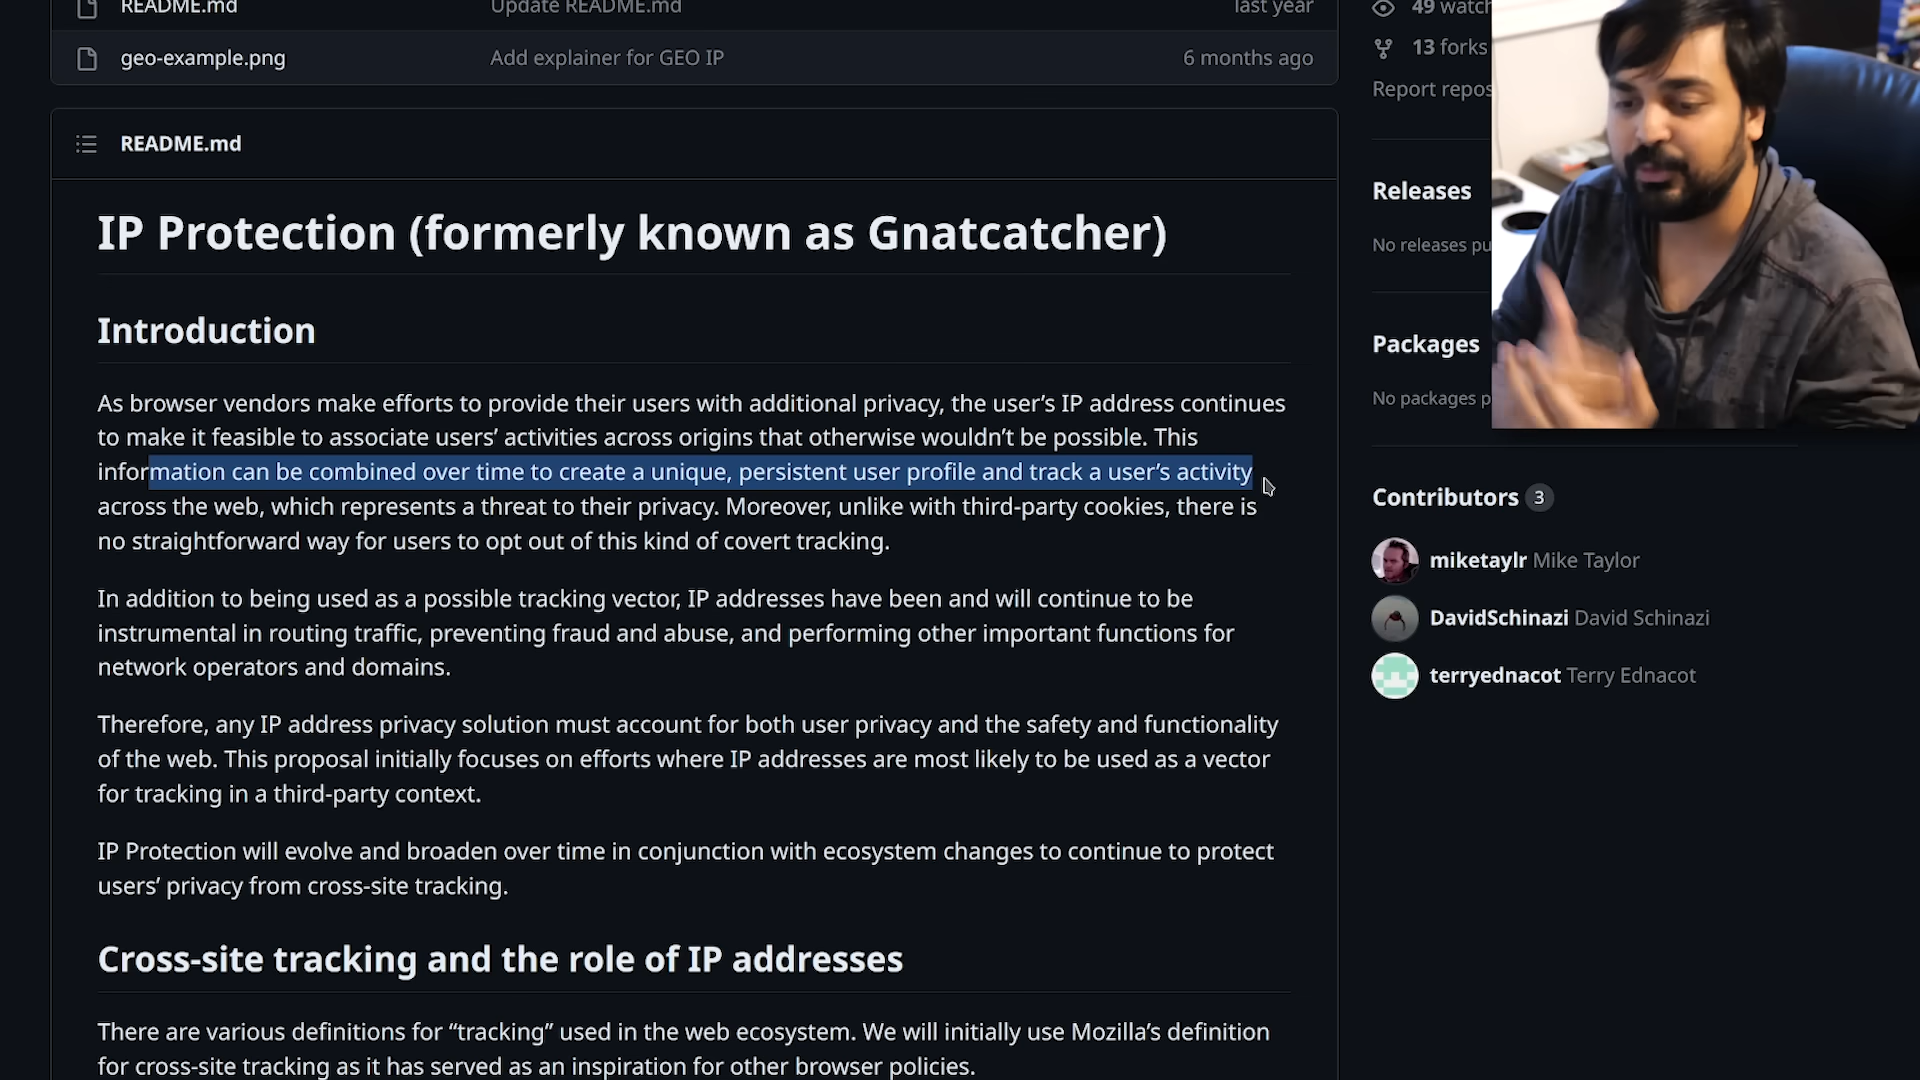 README.md
Update README.md
last year
geo-example.png
Add explainer for GEO IP
6 months ago
README.md
IP Protection (formerly known as Gnatcatcher)
Introduction
As browser vendors make efforts to provide their users with additional privacy, the user’s IP address continues
to make it feasible to associate users’ activities across origins that otherwise wouldn’t be possible. This
information can be combined over time to create a unique, persistent user profile and track a user’s activity
across the web, which represents a threat to their privacy. Moreover, unlike with third-party cookies, there is
no straightforward way for users to opt out of this kind of covert tracking.
In addition to being used as a possible tracking vector, IP addresses have been and will continue to be
instrumental in routing traffic, preventing fraud and abuse, and performing other important functions for
network operators and domains.
Therefore, any IP address privacy solution must account for both user privacy and the safety and functionality
of the web. This proposal initially focuses on efforts where IP addresses are most likely to be used as a vector
for tracking in a third-party context.
IP Protection will evolve and broaden over time in conjunction with ecosystem changes to continue to protect
users’ privacy from cross-site tracking.
Cross-site tracking and the role of IP addresses
There are various definitions for “tracking” used in the web ecosystem. We will initially use Mozilla’s definition
for cross-site tracking as it has served as an inspiration for other browser policies.
49 watch
13 forks
Report repos
Releases
No releases pu
Packages
No packages p
Contributors 3
miketaylr Mike Taylor
DavidSchinazi David Schinazi
terryednacot Terry Ednacot